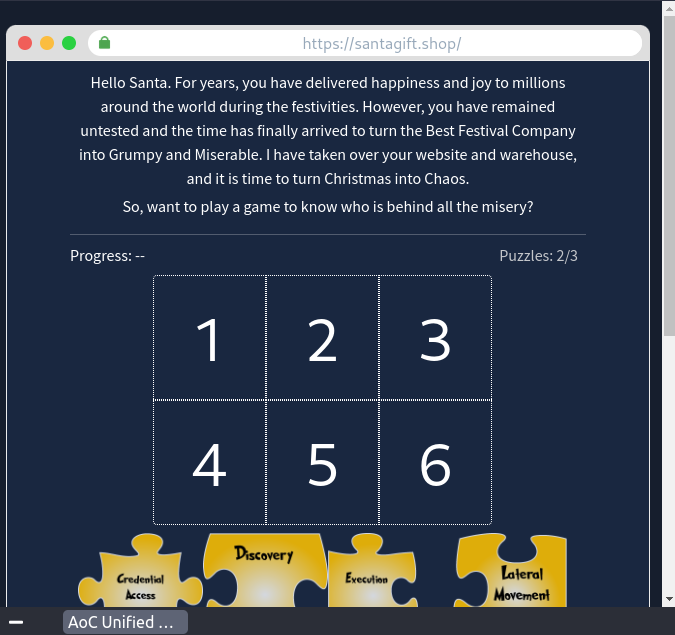 https://santagift.shop/
Hello Santa. For years, you have delivered happiness and joy to millions
around the world during the festivities. However, you have remained
untested and the time has finally arrived to turn the Best Festival Company
into Grumpy and Miserable. I have taken over your website and warehouse,
and it is time to turn Christmas into Chaos.
So, want to play a game to know who is behind all the misery?
Progress: --
Puzzles: 2/3
1 2 3
4 5 6
Credential
Access
Discovery
Execution
Lateral
Movement
AoC Unified ...